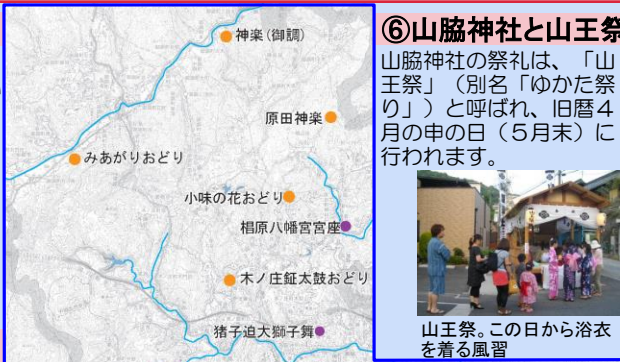 神楽(御調)
原田神楽
みあがりおどり
小味の花おどり
椙原八幡宮宮座
木ノ庄鉦太鼓おどり
猪子迫大獅子舞
⑥山脇神社と山王祭
山脇神社の祭礼は、「山
王祭」(別名「ゆかた祭
り」)と呼ばれ、旧暦4
月の申の日(5月末)に
行われます。
山王祭。この日から浴衣
を着る風習